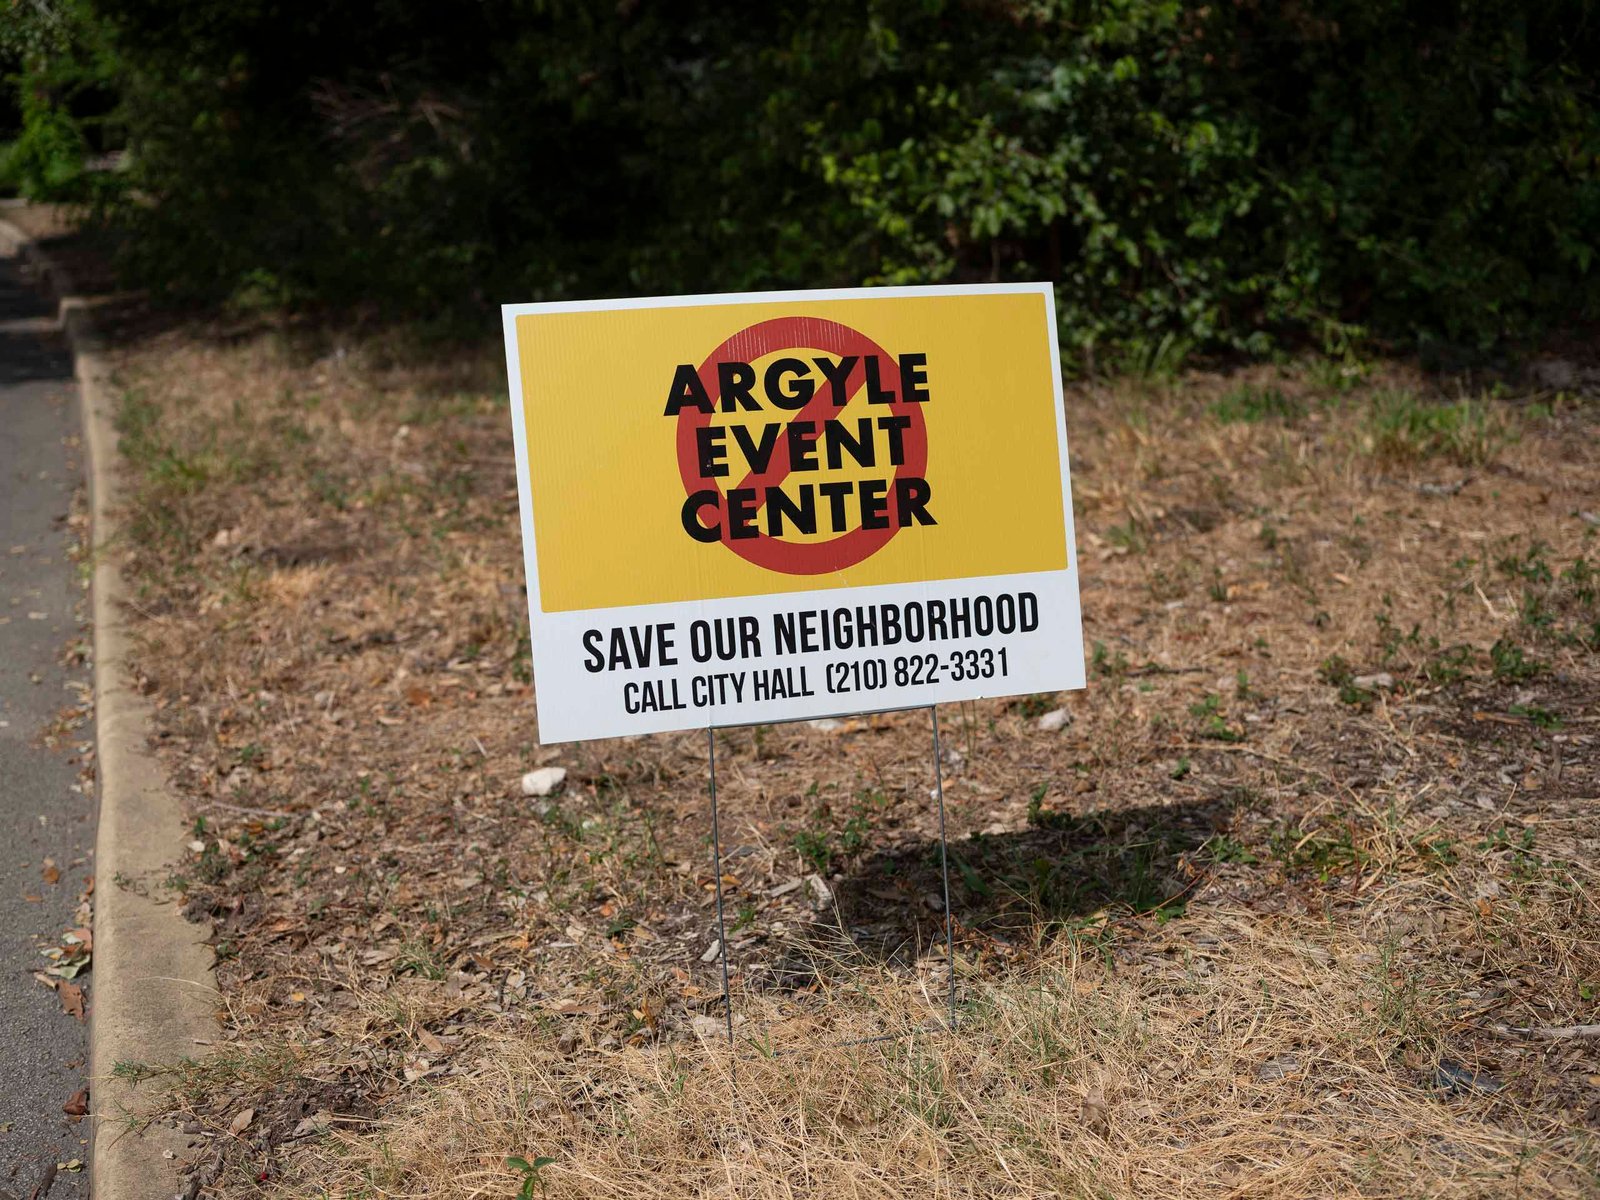 ARGYLE
EVENT
CENTER
SAVE OUR NEIGHBORHOOD
CALL CITY HALL (210) 822-3331